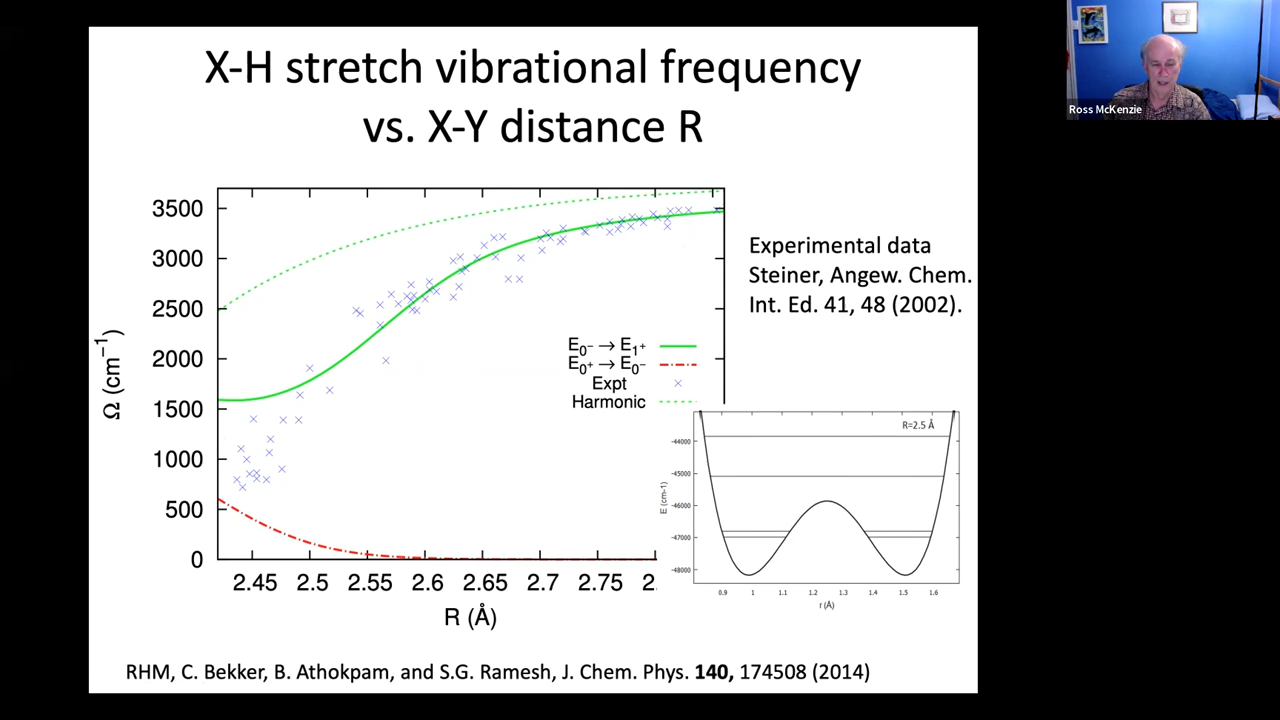 X-H stretch vibrational frequency
vs. X-Y distance R
Ross McKenzie
3500
3000
2500
2000
1500
1000
500
0
Ω (cm⁻¹)
2.45 2.5 2.55 2.6 2.65 2.7 2.75 2.
R (Å)
E₀⁻ → E₁⁺
E₀⁺ → E₀⁻
Expt
Harmonic
Experimental data
Steiner, Angew. Chem.
Int. Ed. 41, 48 (2002).
R=2.5 Å
-44000
-45000
-46000
-47000
-48000
E (cm-1)
0.9 1 1.1 1.2 1.3 1.4 1.5 1.6
r (Å)
RHM, C. Bekker, B. Athokpam, and S.G. Ramesh, J. Chem. Phys. 140, 174508 (2014)